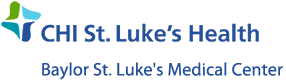 CHI St. Luke's Health
Baylor St. Luke's Medical Center